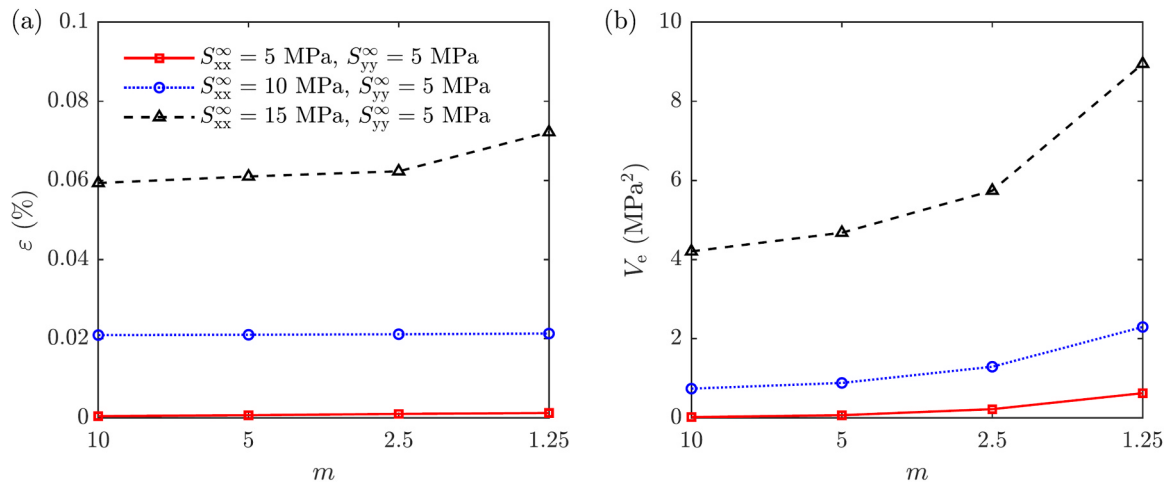 (a)
0.1
0.08
0.06
0.04
0.02
0
ε (%)
S∞xx = 5 MPa, S∞yy = 5 MPa
S∞xx = 10 MPa, S∞yy = 5 MPa
S∞xx = 15 MPa, S∞yy = 5 MPa
10 5 2.5 1.25
m
(b)
10
8
6
4
2
0
Ve (MPa²)
10 5 2.5 1.25
m